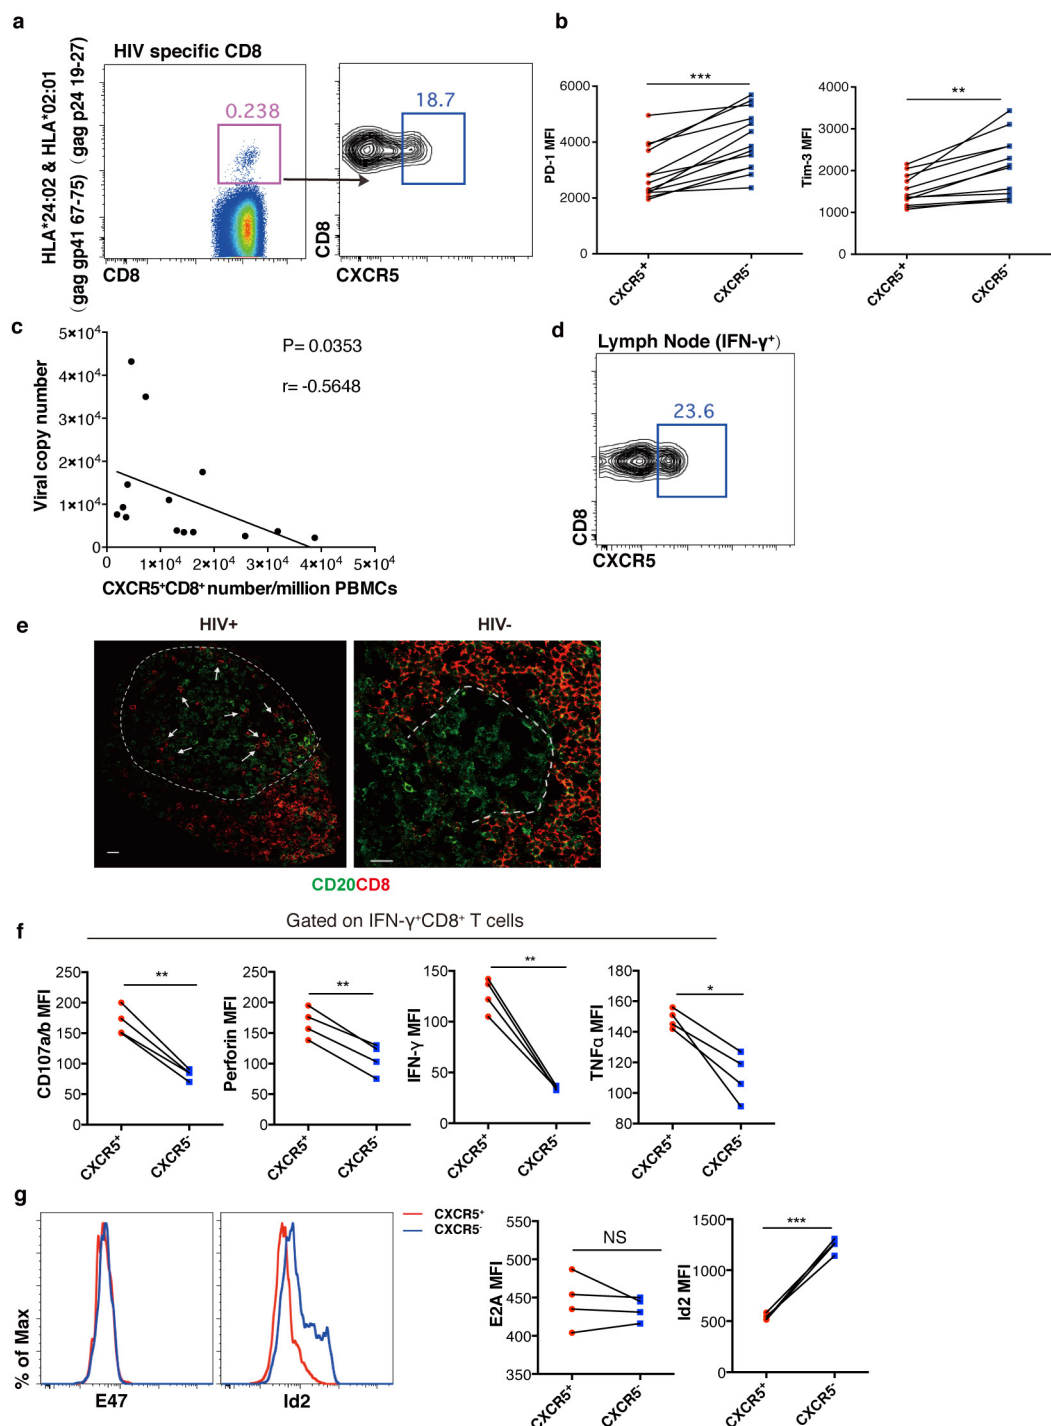 a
HIV specific CD8
HLA*24:02 & HLA*02:01
(gag gp41 67-75) (gag p24 19-27)
0.238
18.7
CD8
CD8
CXCR5
b
***
6000
4000
2000
0
PD-1 MFI
CXCR5+
CXCR5-
**
4000
3000
2000
1000
0
Tim-3 MFI
CXCR5+
CXCR5-
c
5×10⁴
4×10⁴
3×10⁴
2×10⁴
1×10⁴
0
Viral copy number
P= 0.0353
r= -0.5648
0 1×10⁴ 2×10⁴ 3×10⁴ 4×10⁴ 5×10⁴
CXCR5⁺CD8⁺ number/million PBMCs
d
Lymph Node (IFN-γ⁺)
23.6
CD8
CXCR5
e
HIV+ HIV-
CD20CD8
f
Gated on IFN-γ⁺CD8⁺ T cells
250
200
150
100
50
0
CD107a/b MFI
**
CXCR5⁺
CXCR5-
250
200
150
100
50
0
Perforin MFI
**
CXCR5⁺
CXCR5-
150
100
50
0
IFN-γ MFI
**
CXCR5⁺
CXCR5-
180
160
140
120
100
80
TNFα MFI
*
CXCR5⁺
CXCR5-
g
% of Max
E47
Id2
CXCR5⁺
CXCR5-
550
500
450
400
350
E2A MFI
NS
CXCR5⁺
CXCR5-
1500
1000
500
0
Id2 MFI
***
CXCR5⁺
CXCR5-